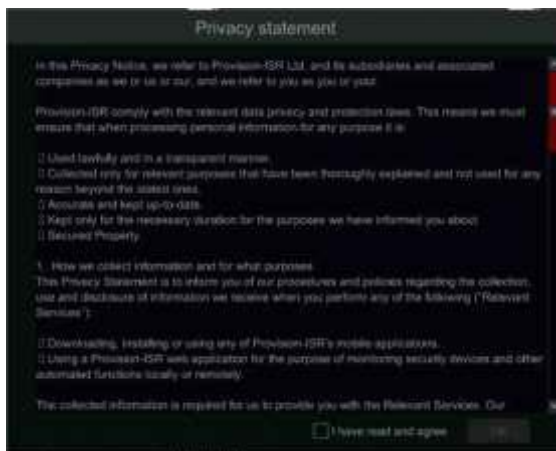 Privacy statement
In this Privacy Notice, we refer to Provision-ISR Ltd. and its subsidiaries and associated
companies as we or us or our, and we refer to you as you or your.
Provision-ISR comply with the relevant data privacy and protection laws. This means we must
ensure that when processing personal information for any purpose it is:
▯ Used lawfully and in a transparent manner.
▯ Collected only for relevant purposes that have been thoroughly explained and not used for any
reason beyond the stated ones.
▯ Accurate and kept up-to-date.
▯ Kept only for the necessary duration for the purposes we have informed you about
▯ Secured Property
1. How we collect information and for what purposes
This Privacy Statement is to inform you of our procedures and policies regarding the collection,
use and disclosure of information we receive when you perform any of the following ("Relevant
Services"):
▯ Downloading, installing or using any of Provision-ISR's mobile applications.
▯ Using a Provision-ISR web application for the purpose of monitoring security devices and other
automated functions locally or remotely.
The collected information is required for us to provide you with the Relevant Services. Our
I have read and agree